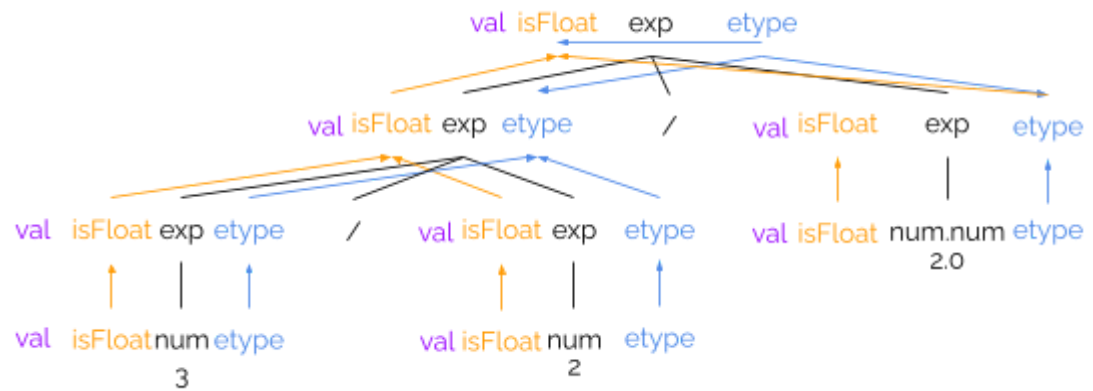 val isFloat exp etype
val isFloat exp etype / val isFloat exp etype
val isFloat exp etype / val isFloat exp etype val isFloat num.num etype
2.0
val isFloat num etype val isFloat num etype
3 2